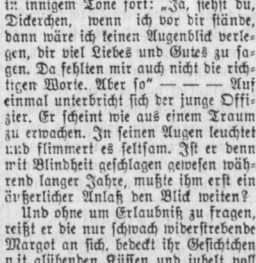 in innigem Tone fort: „Ja, siehst du,
Dickerchen, wenn ich vor dir stände,
dann wäre ich keinen Augenblick verle-
gen, dir viel Liebes und Gutes zu sa-
gen. Da fehlten mir auch nicht die rich-
tigen Worte. Aber so“ — — — Auf
einmal unterbricht sich der junge Offi-
zier. Er scheint wie aus einem Traum
zu erwachen. In seinen Augen leuchtet
und flimmert es seltsam. Ist er denn
mit Blindheit geschlagen gewesen wäh-
rend langer Jahre, mußte ihm erst ein
äußerlicher Anlaß den Blick weiten?
Und ohne um Erlaubniß zu fragen,
reißt er die nur schwach widerstrebende
Margot an sich, bedeckt ihr Gesichtchen
mit glühenden Küssen und jubelt voll